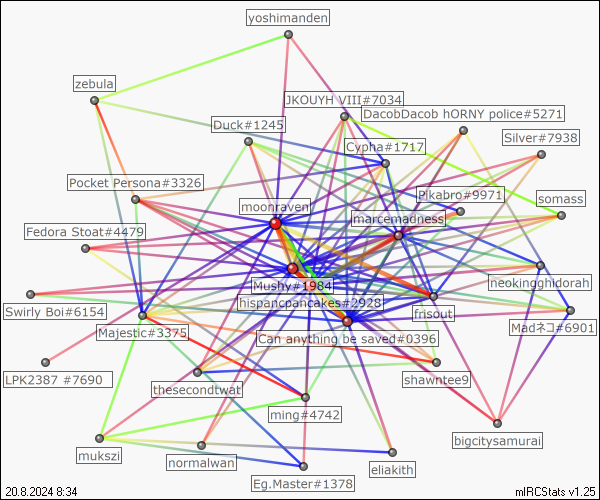 yoshimanden
zebula
JKOUYH VIII#7034
DacobDacob hORNY police#5271
Duck#1245
Silver#7938
Cypha#1717
Pocket Persona#3326
Pikabro#9971
somass
moonraven
marcemadness
Fedora Stoat#4479
Mushy#1984
neokingghidorah
hispancpancakes#2928
Swirly Boi#6154
frisout
Majestic#3375
Madネコ#6901
Can anything be saved#0396
LPK2387 #7690
thesecondtwat
shawntee9
ming#4742
bigcitysamurai
mukszi
normalwan
eliakith
Eg.Master#1378
20.8.2024 8:34
mIRCStats v1.25